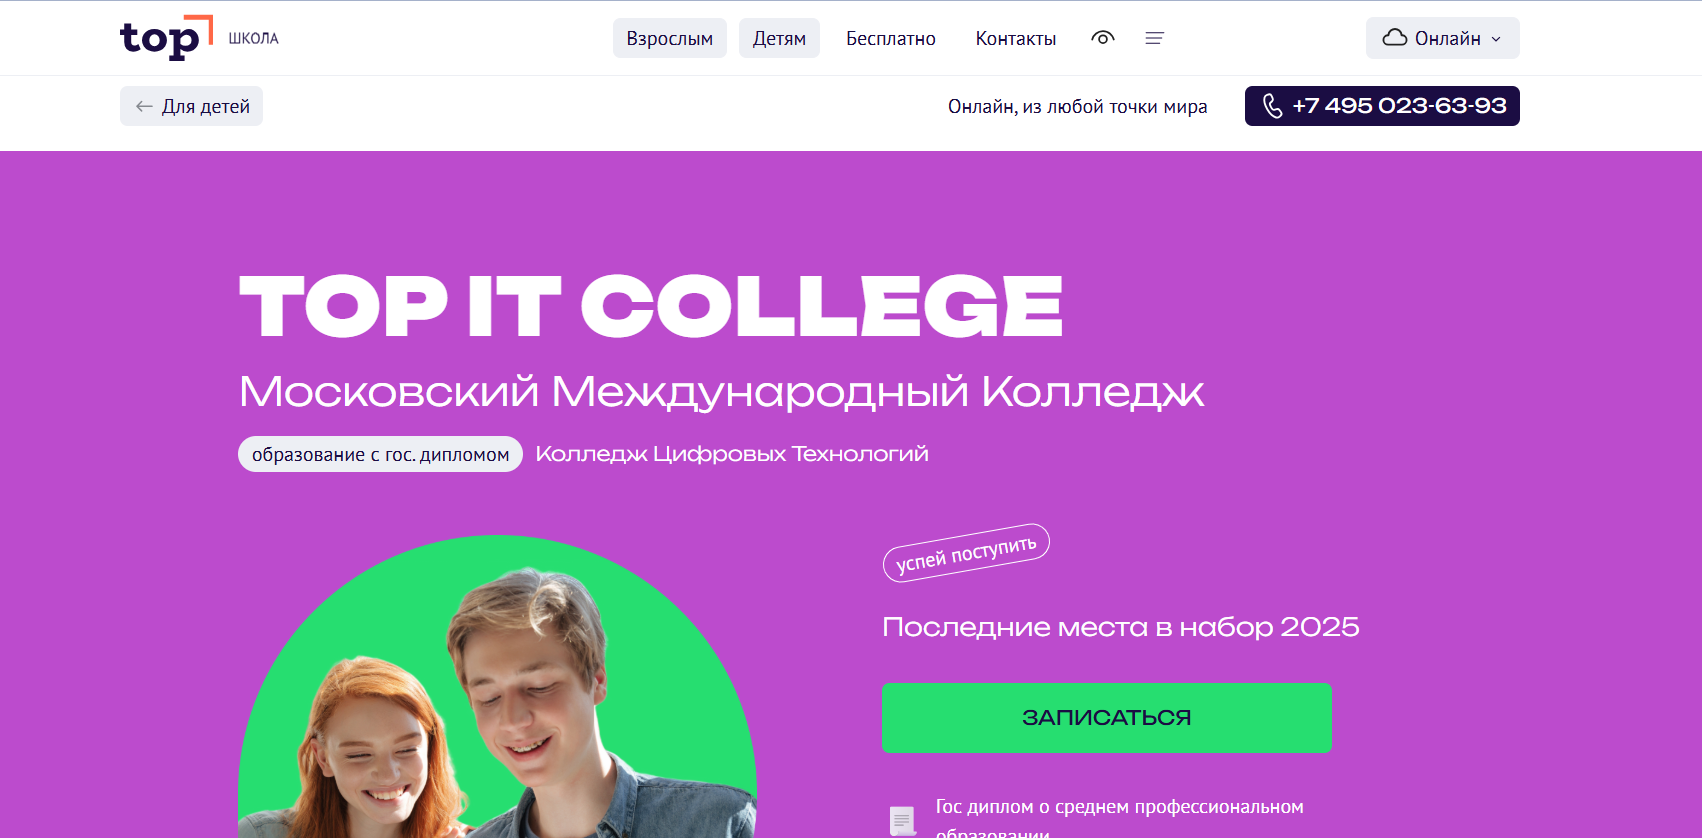 top ШКОЛА
Взрослым Детям Бесплатно Контакты Онлайн
Для детей Онлайн, из любой точки мира +7 495 023-63-93
TOP IT COLLEGE
Московский Международный Колледж
образование с гос. дипломом Колледж Цифровых Технологий
успей поступить
Последние места в набор 2025
ЗАПИСАТЬСЯ
Гос диплом о среднем профессиональном
образовании